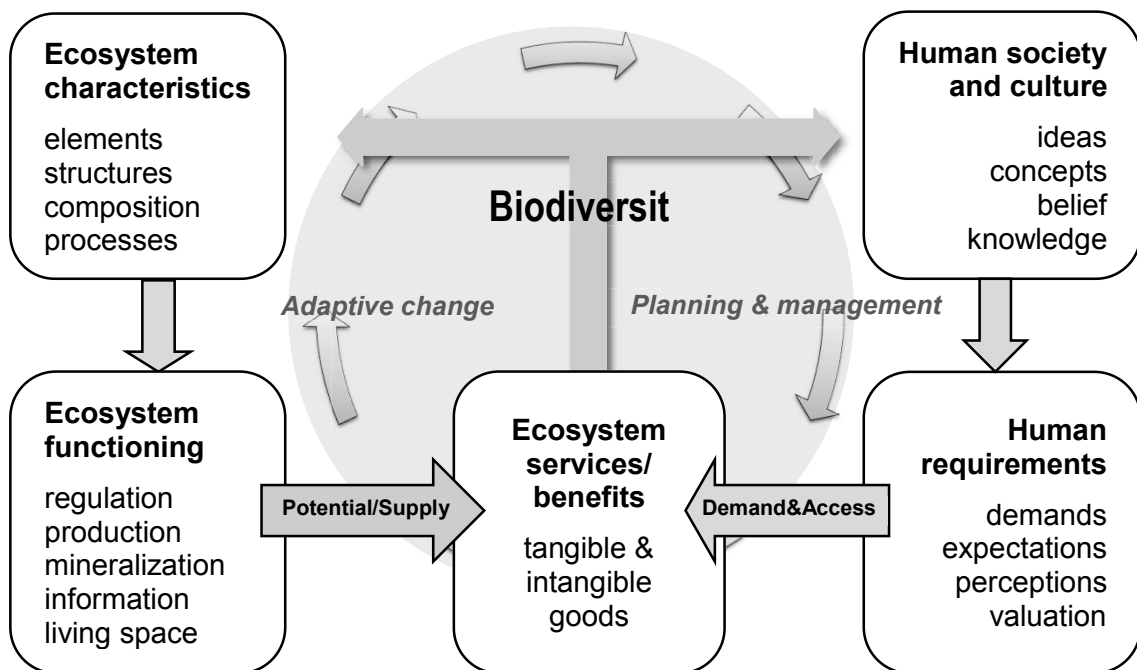 Ecosystem
characteristics
elements
structures
composition
processes
Human society
and culture
ideas
concepts
belief
knowledge
Biodiversit
Adaptive change
Planning & management
Ecosystem
functioning
regulation
production
mineralization
information
living space
Potential/Supply
Ecosystem
services/
benefits
tangible &
intangible
goods
Demand&Access
Human
requirements
demands
expectations
perceptions
valuation